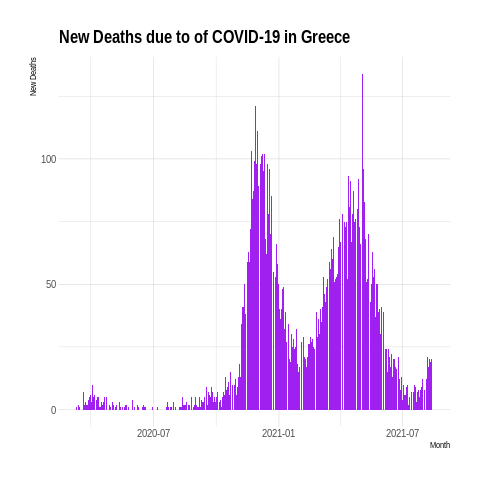 New Deaths due to of COVID-19 in Greece
New Deaths
100
50
0
2020-07 2021-01 2021-07
Month